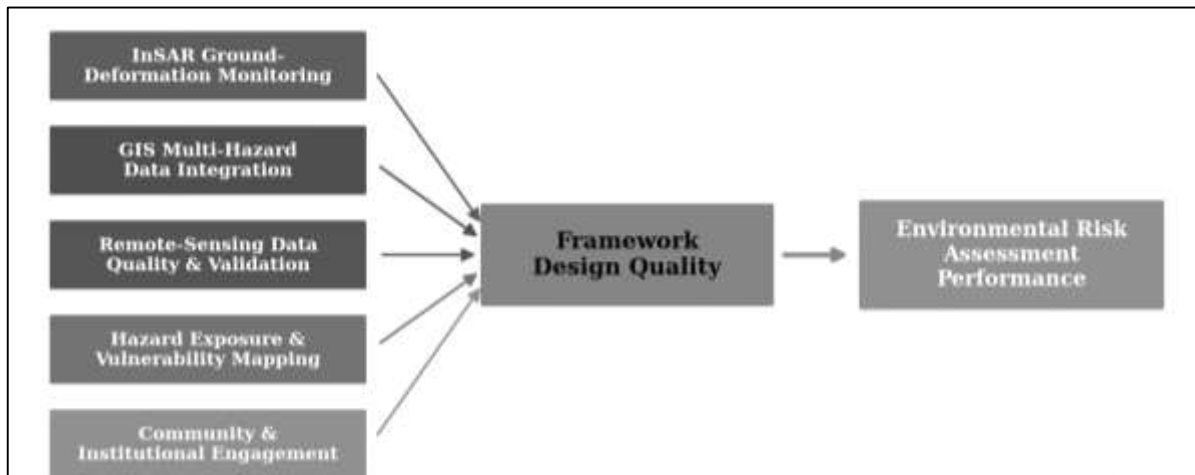 InSAR Ground-
Deformation Monitoring
GIS Multi-Hazard
Data Integration
Remote-Sensing Data
Quality & Validation
Hazard Exposure &
Vulnerability Mapping
Community &
Institutional Engagement
Framework
Design Quality
Environmental Risk
Assessment
Performance